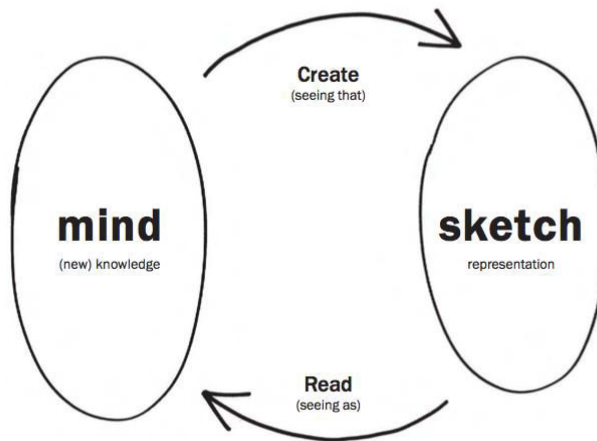 Create
(seeing that)
mind
(new) knowledge
sketch
representation
Read
(seeing as)